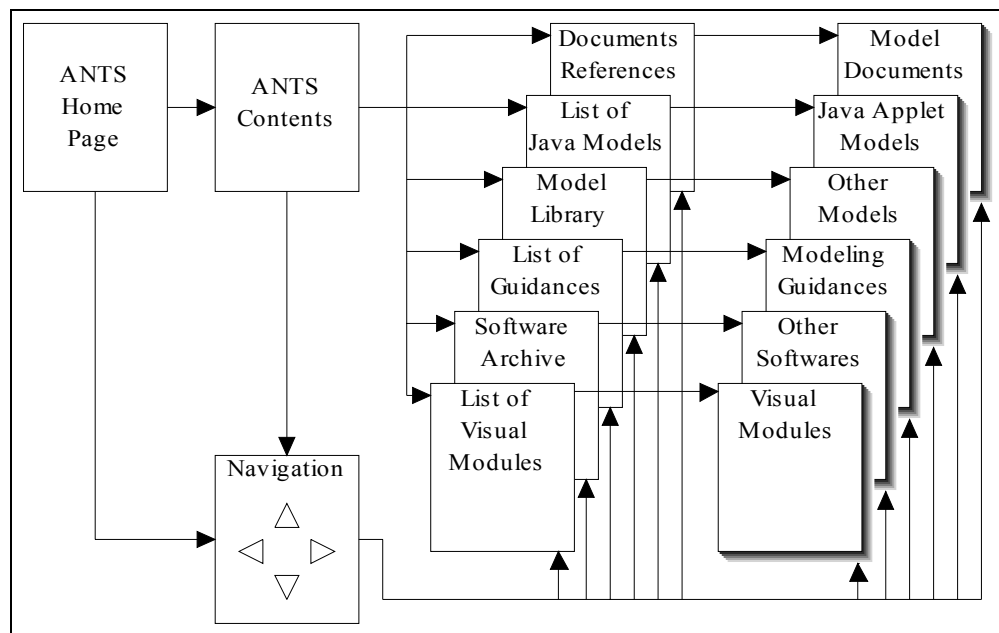 ANTS
Home
Page
ANTS
Contents
Documents
References
Model
Documents
List of
Java Models
Java Applet
Models
Model
Library
Other
Models
List of
Guidances
Modeling
Guidances
Software
Archive
Other
Softwares
List of
Visual
Modules
Visual
Modules
Navigation